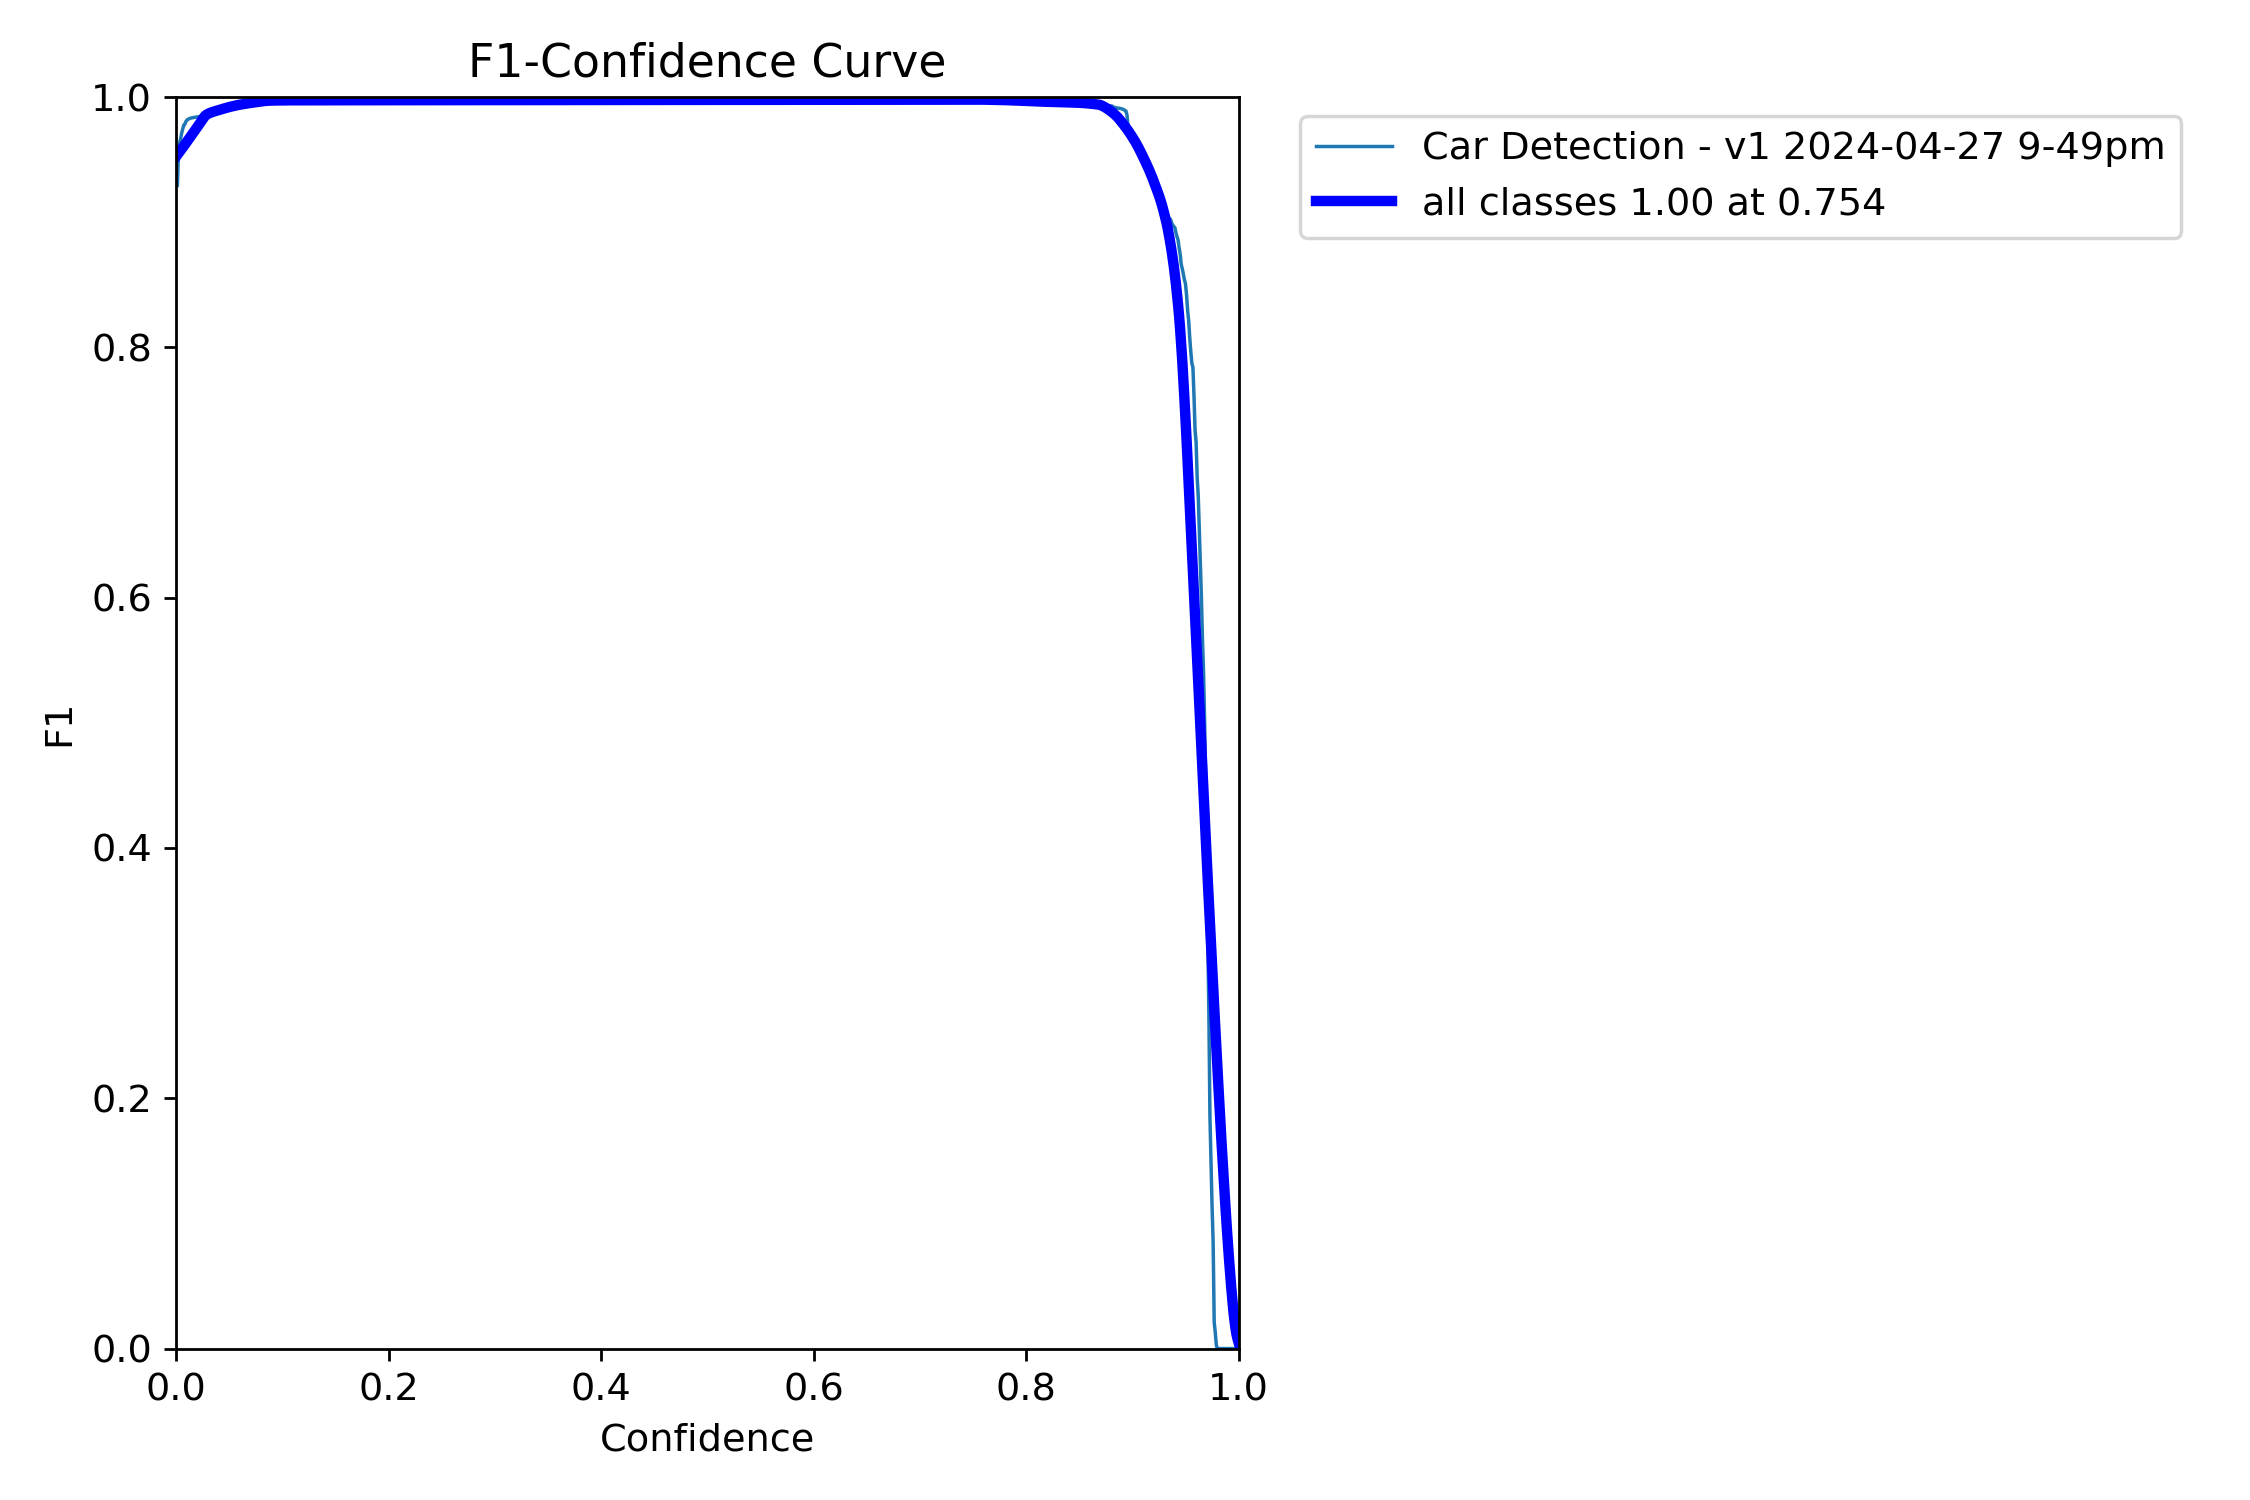 F1-Confidence Curve
1.0
0.8
0.6
0.4
0.2
0.0
F1
0.0 0.2 0.4 0.6 0.8 1.0
Confidence
Car Detection - v1 2024-04-27 9-49pm
all classes 1.00 at 0.754